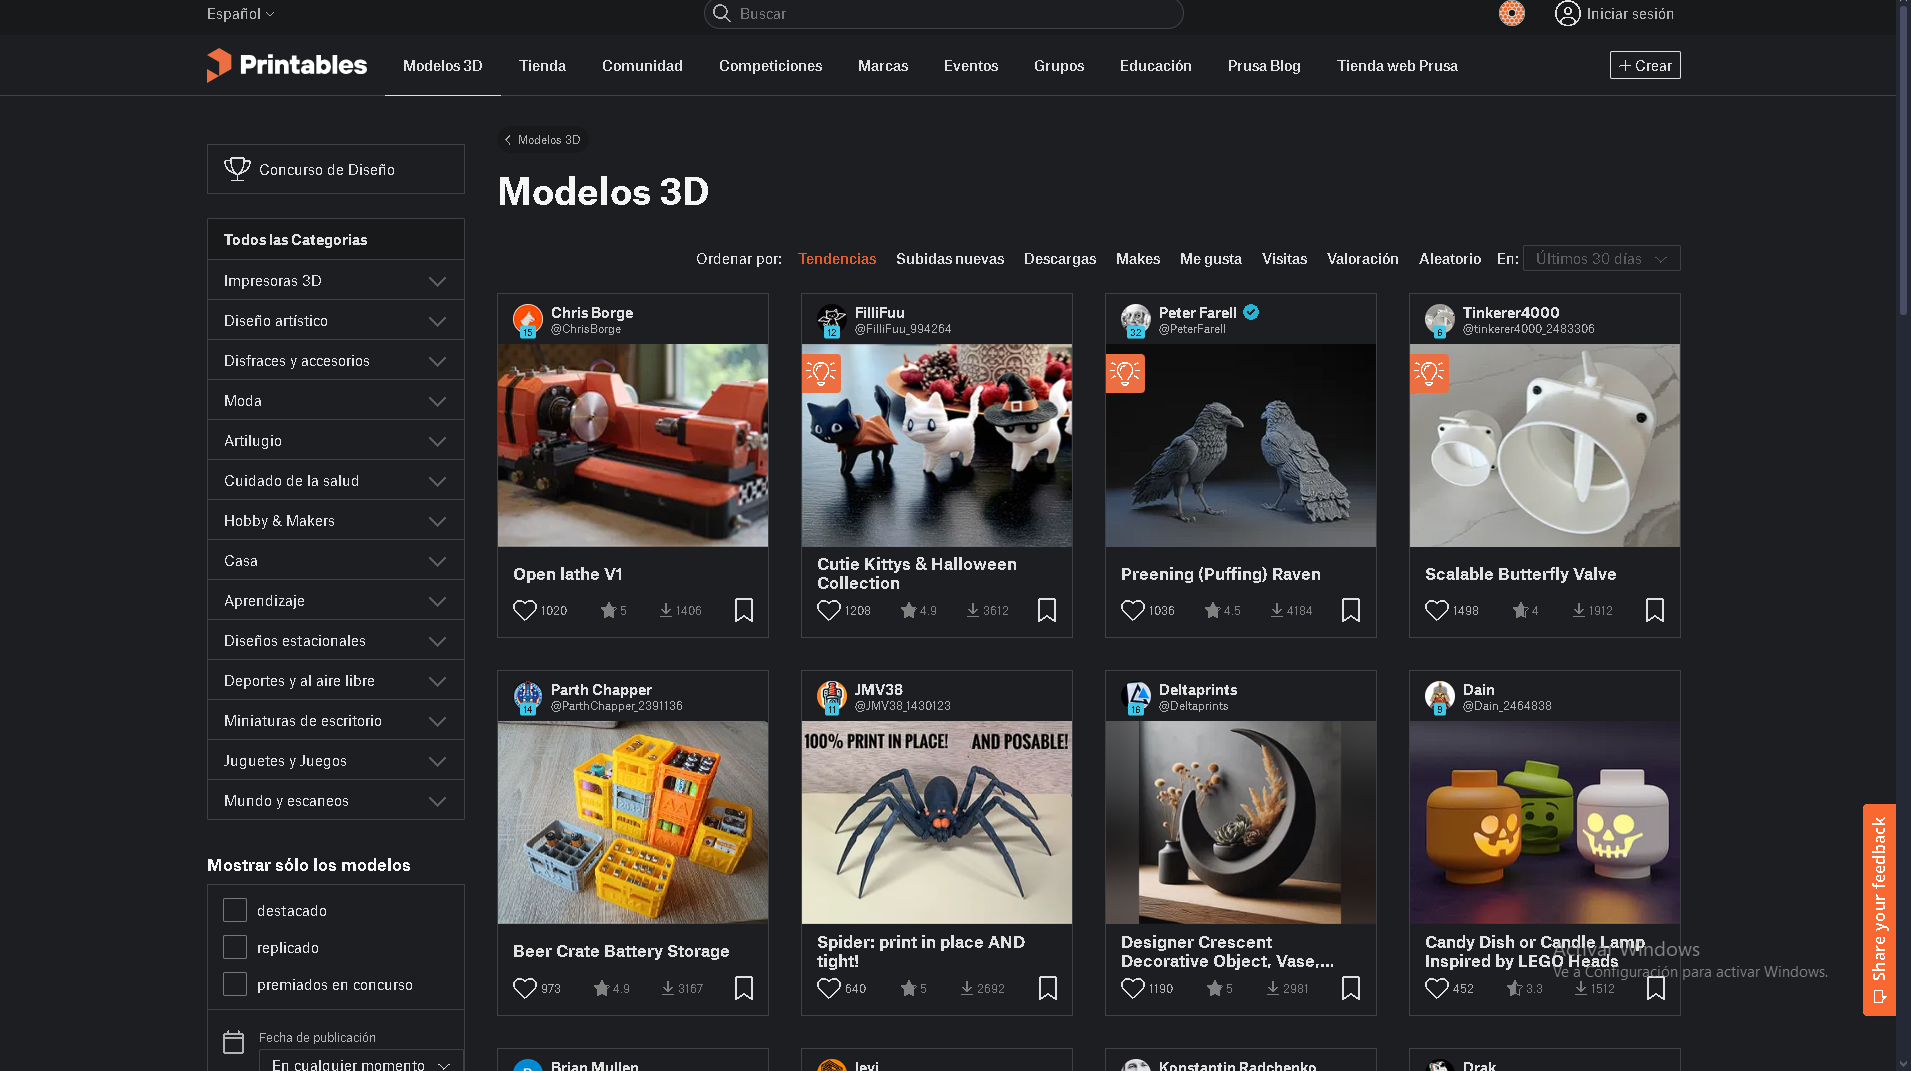 Español
Buscar
Iniciar sesión
Printables
Modelos 3D
Tienda
Comunidad
Competiciones
Marcas
Eventos
Grupos
Educación
Prusa Blog
Tienda web Prusa
+ Crear
Concurso de Diseño
Todos las Categorias
Impresoras 3D
Diseño artístico
Disfraces y accesorios
Moda
Artilugio
Cuidado de la salud
Hobby & Makers
Casa
Aprendizaje
Diseños estacionales
Deportes y al aire libre
Miniaturas de escritorio
Juguetes y Juegos
Mundo y escaneos
Mostrar sólo los modelos
destacado
replicado
premiados en concurso
Fecha de publicación
En cualquier momento
Modelos 3D
Modelos 3D
Ordenar por: Tendencias Subidas nuevas Descargas Makes Me gusta Visitas Valoración Aleatorio En: Últimos 30 días
15
Chris Borge
@ChrisBorge
Open lathe V1
1020 5 1406
12
FilliFuu
@FilliFuu_994264
Cutie Kittys & Halloween
Collection
1208 4.9 3612
32
Peter Farell
@PeterFarell
Preening (Puffing) Raven
1036 4.5 4184
6
Tinkerer4000
@tinkerer4000_2483306
Scalable Butterfly Valve
1498 4 1912
14
Parth Chapper
@ParthChapper_2391136
Beer Crate Battery Storage
973 4.9 3167
11
JMV38
@JMV38_1430123
100% PRINT IN PLACE! AND POSABLE!
Spider: print in place AND
tight!
640 5 2692
16
Deltaprints
@Deltaprints
Designer Crescent
Decorative Object, Vase,...
1190 5 2981
9
Dain
@Dain_2464838
Candy Dish or Candle Lamp
Inspired by LEGO Heads
452 3.3 1512
Brian Mullen
Jevi
Konstantin Radchenko
Drak
Activar Windows
Ve a Configuración para activar Windows.
Share your feedback